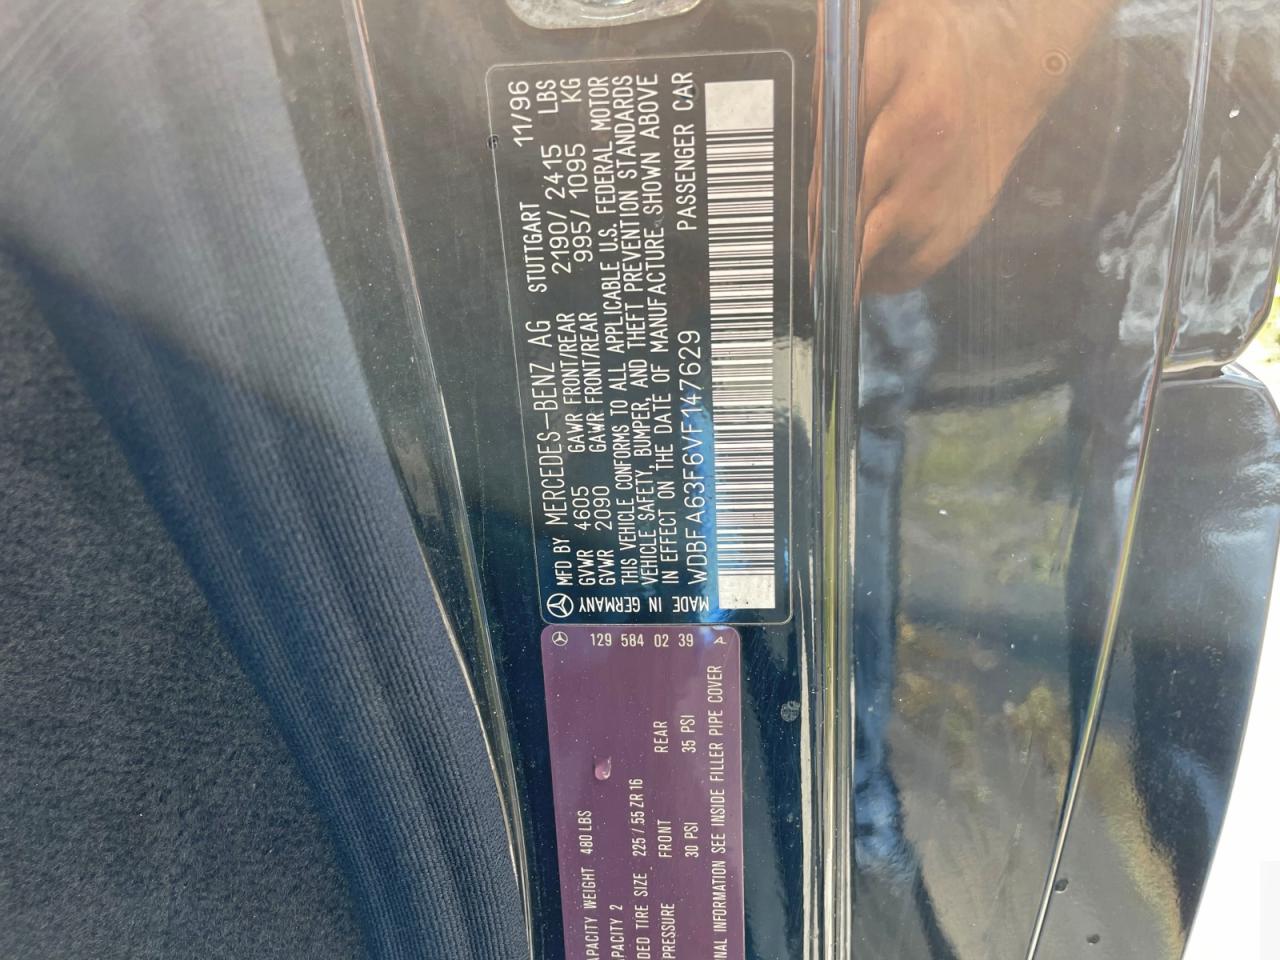 MFD BY MERCEDES-BENZ AG STUTTGART 11/96
GVWR 4605 GAWR FRONT/REAR 2190/ 2415 LBS
GVWR 2090 GAWR FRONT/REAR 995/ 1095 KG
THIS VEHICLE CONFORMS TO ALL APPLICABLE U.S. FEDERAL MOTOR
VEHICLE SAFETY, BUMPER, AND THEFT PREVENTION STANDARDS
IN EFFECT ON THE DATE OF MANUFACTURE SHOWN ABOVE
WDBFA63F6VF147629 PASSENGER CAR
MADE IN GERMANY
129 584 02 39 A
APACITY WEIGHT 480 LBS
APACITY 2
DED TIRE SIZE 225/55 ZR 16
PRESSURE FRONT REAR
30 PSI 35 PSI
NAL INFORMATION SEE INSIDE FILLER PIPE COVER